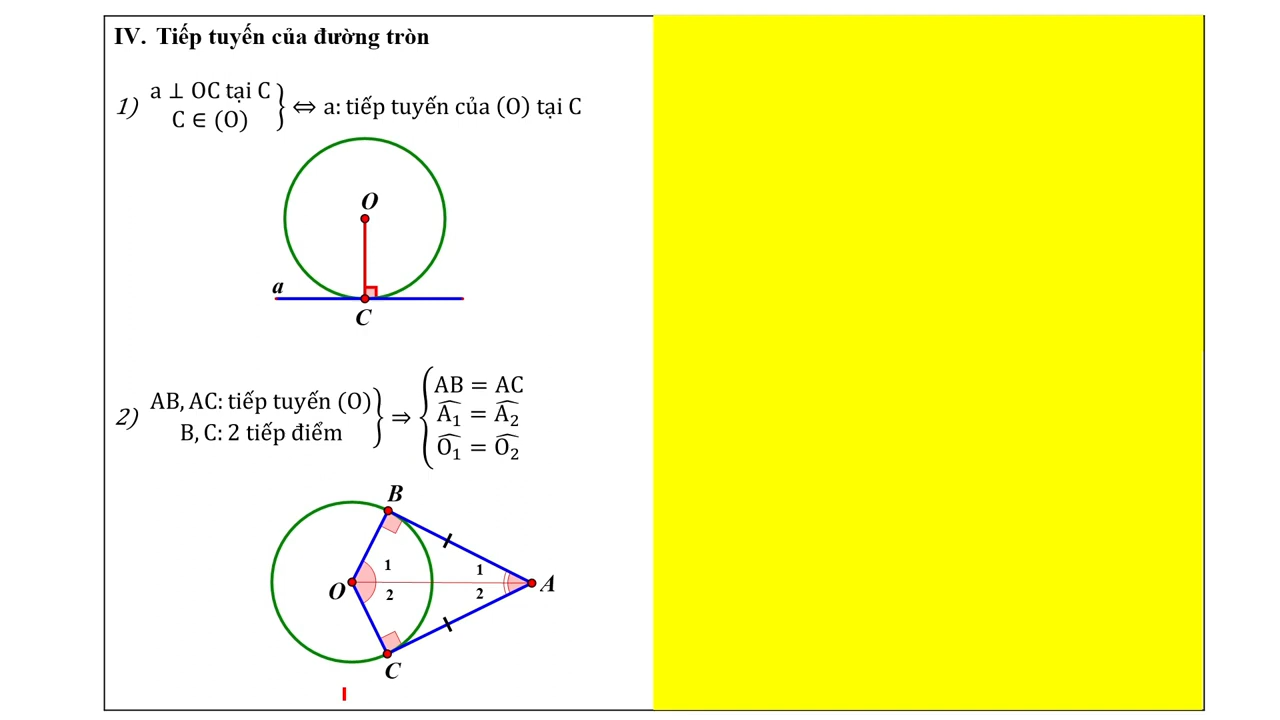 IV. Tiếp tuyến của đường tròn
1) a ⊥ OC tại C
C ∈ (O) } ⇔ a: tiếp tuyến của (O) tại C
O
a
C
2) AB, AC: tiếp tuyến (O)
B, C: 2 tiếp điểm } ⇒ { AB = AC
Â₁ = Â₂
Ô₁ = Ô₂
B
1
1
O
A
2
2
C